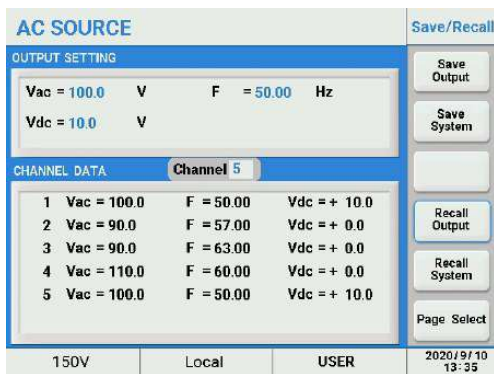 AC SOURCE
OUTPUT SETTING
Vac = 100.0 V F = 50.00 Hz
Vdc = 10.0 V
CHANNEL DATA Channel 5
1 Vac = 100.0 F = 50.00 Vdc = + 10.0
2 Vac = 90.0 F = 57.00 Vdc = + 0.0
3 Vac = 90.0 F = 63.00 Vdc = + 0.0
4 Vac = 110.0 F = 60.00 Vdc = + 0.0
5 Vac = 100.0 F = 50.00 Vdc = + 10.0
150V Local USER
Save/Recall
Save
Output
Save
System
Recall
Output
Recall
System
Page Select
2020/9/10
13:35